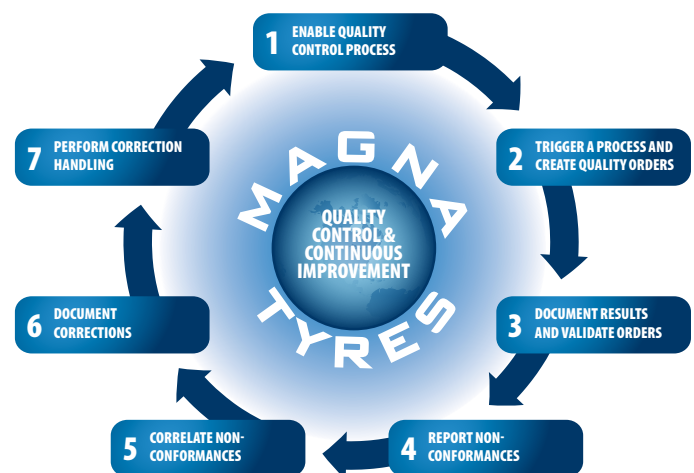 1 ENABLE QUALITY
CONTROL PROCESS
2 TRIGGER A PROCESS AND
CREATE QUALITY ORDERS
3 DOCUMENT RESULTS
AND VALIDATE ORDERS
4 REPORT NON-
CONFORMANCES
5 CORRELATE NON-
CONFORMANCES
6 DOCUMENT
CORRECTIONS
7 PERFORM CORRECTION
HANDLING
MAGNA
QUALITY
CONTROL &
CONTINUOUS
IMPROVEMENT
TYRES